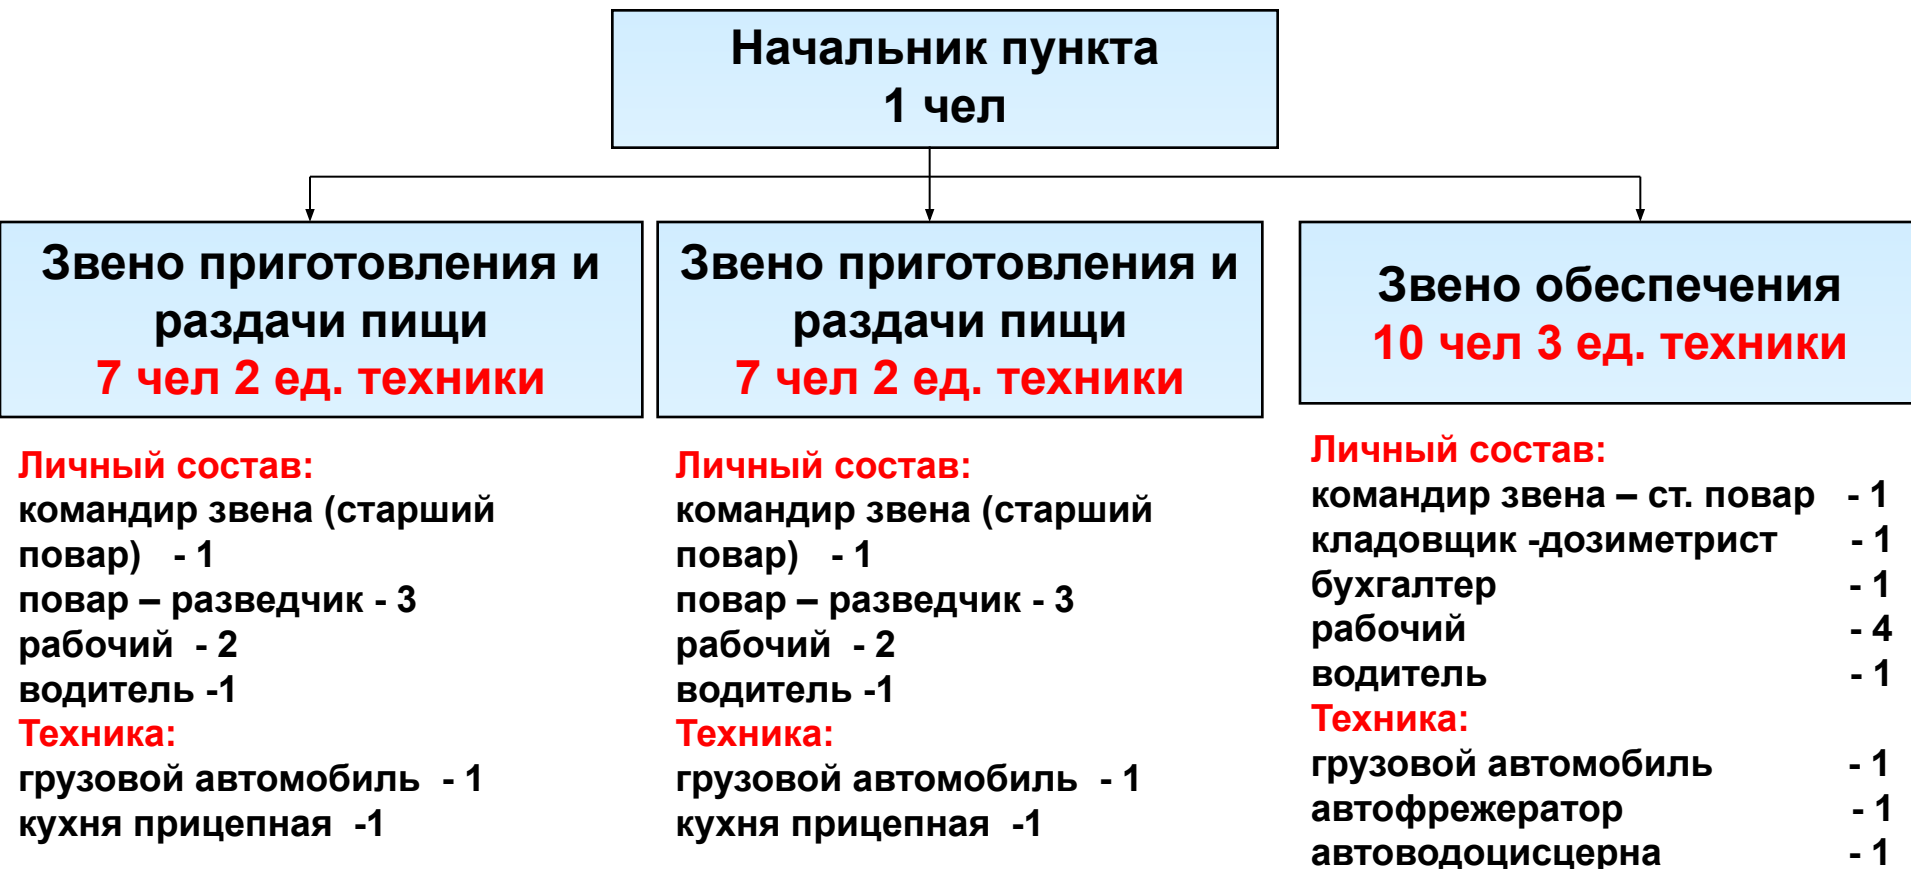 Начальник пункта
1 чел
Звено приготовления и
раздачи пищи
7 чел 2 ед. техники
Звено приготовления и
раздачи пищи
7 чел 2 ед. техники
Звено обеспечения
10 чел 3 ед. техники
Личный состав:
командир звена (старший
повар) - 1
повар – разведчик - 3
рабочий - 2
водитель -1
Техника:
грузовой автомобиль - 1
кухня прицепная -1
Личный состав:
командир звена (старший
повар) - 1
повар – разведчик - 3
рабочий - 2
водитель -1
Техника:
грузовой автомобиль - 1
кухня прицепная -1
Личный состав:
командир звена – ст. повар - 1
кладовщик -дозиметрист - 1
бухгалтер - 1
рабочий - 4
водитель - 1
Техника:
грузовой автомобиль - 1
автофрежератор - 1
автоводоцисцерна - 1